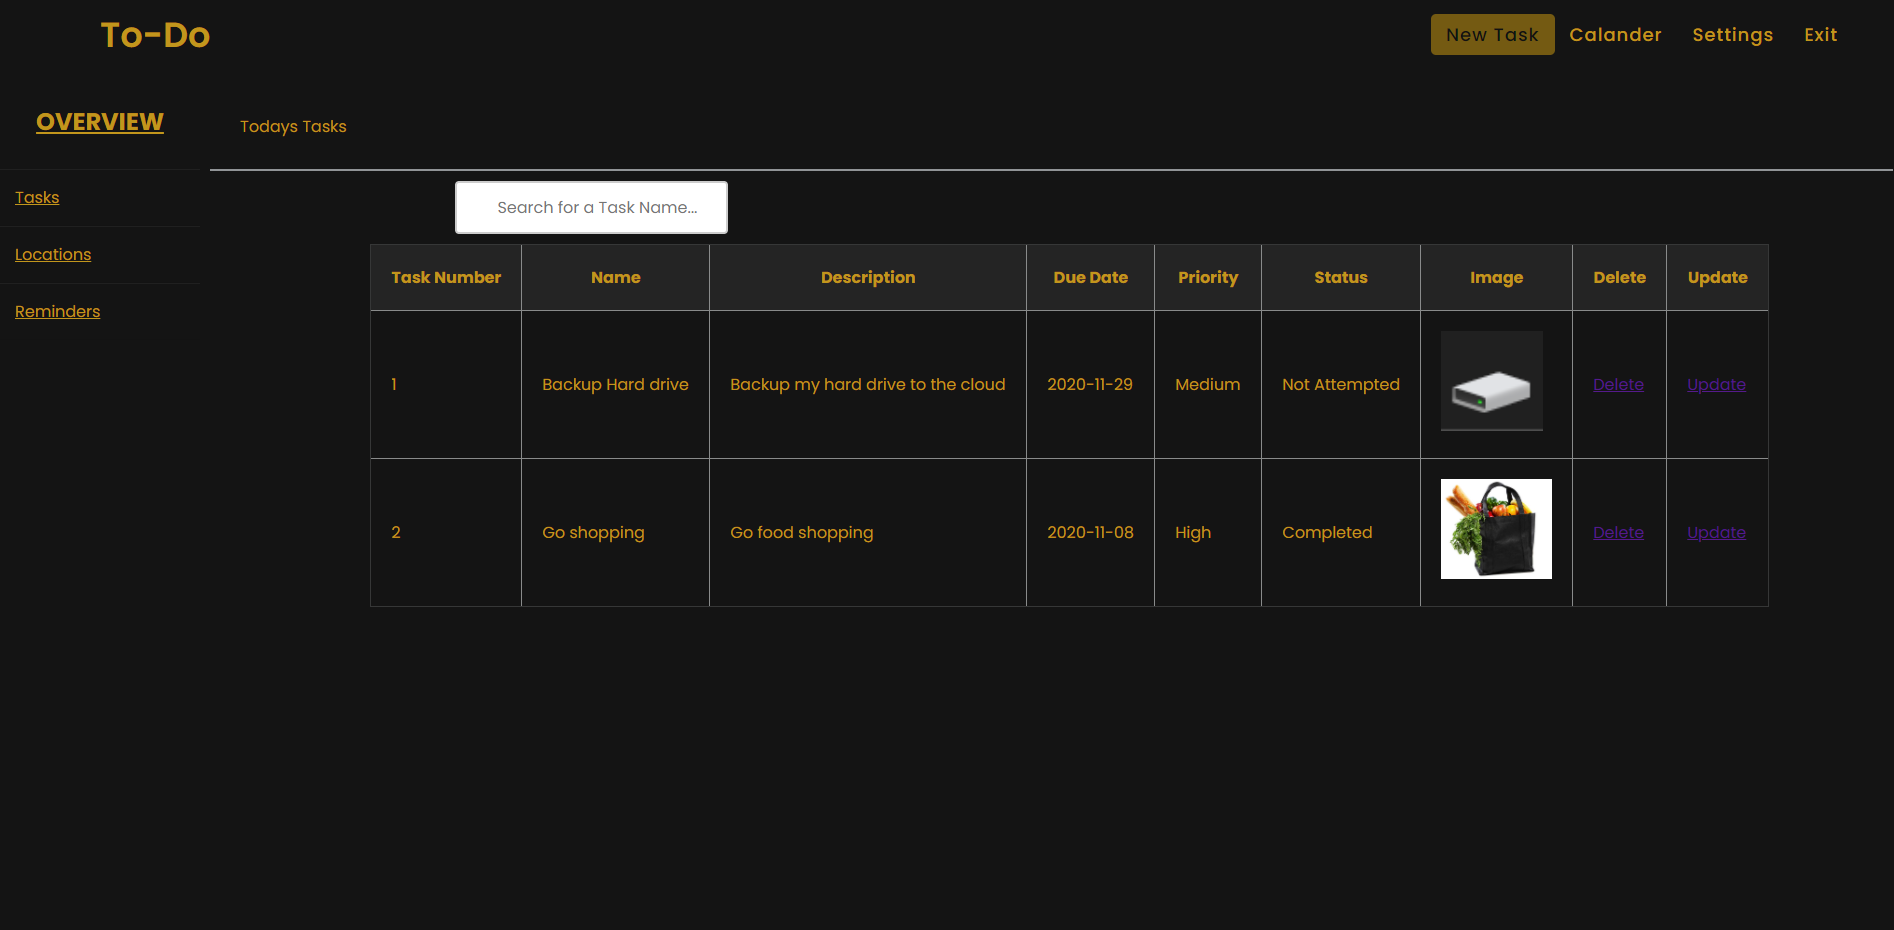 To-Do
New Task Calander Settings Exit
OVERVIEW
Todays Tasks
Tasks
Locations
Reminders
Search for a Task Name...
Task Number Name Description Due Date Priority Status Image Delete Update
1 Backup Hard drive Backup my hard drive to the cloud 2020-11-29 Medium Not Attempted Delete Update
2 Go shopping Go food shopping 2020-11-08 High Completed Delete Update